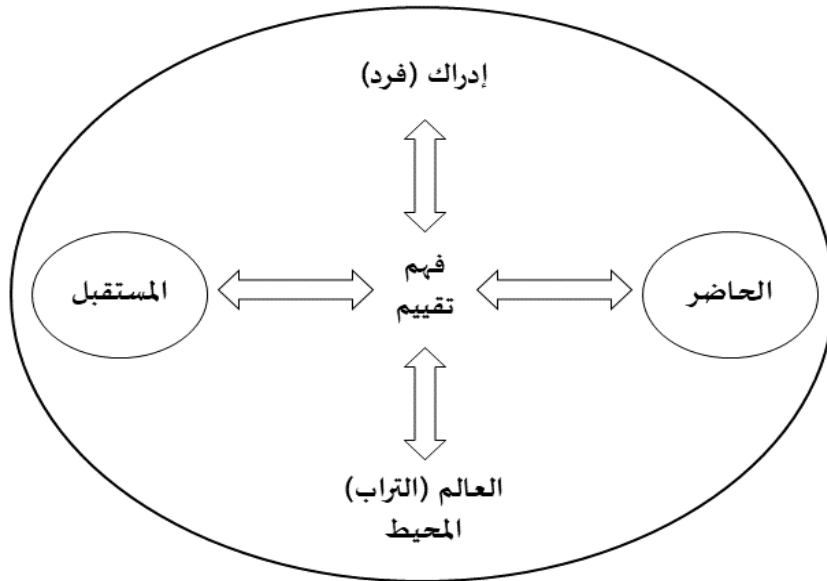 إدراك (فرد)
الحاضر
فهم
تقييم
المستقبل
العالم (التراب)
المحيط